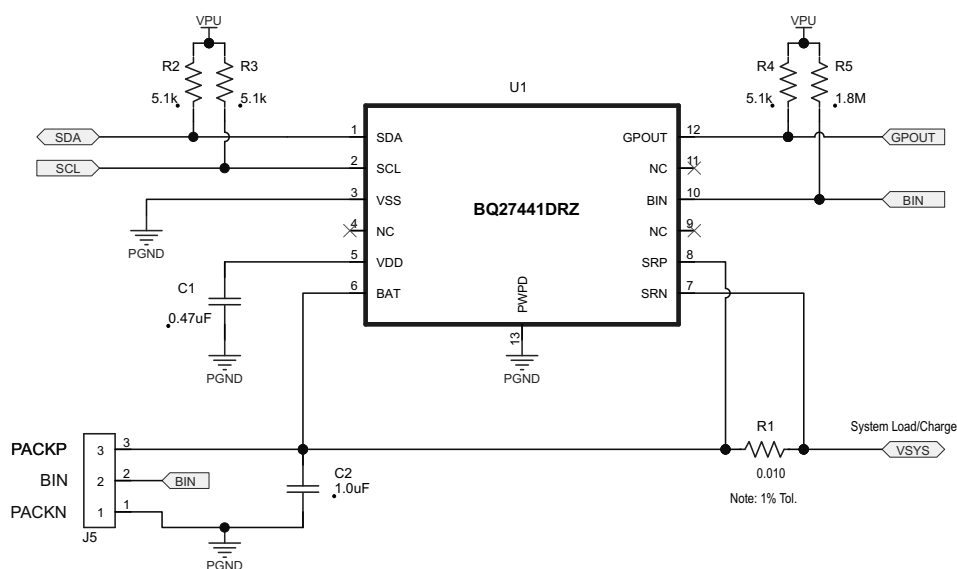 VPU
VPU
R2
R3
R4
R5
5.1k
5.1k
5.1k
1.8M
U1
SDA
1
SDA
GPOUT
12
GPOUT
SCL
2
SCL
NC
11
3
VSS
BQ27441DRZ
BIN
10
BIN
PGND
4
NC
NC
9
5
VDD
SRP
8
C1
0.47uF
6
BAT
PWPD
SRN
7
13
PGND
PGND
PACKP
3
3
R1
System Load/Charge
VSYS
0.010
Note: 1% Tol.
BIN
2
2
BIN
C2
1.0uF
PACKN
1
1
J5
PGND